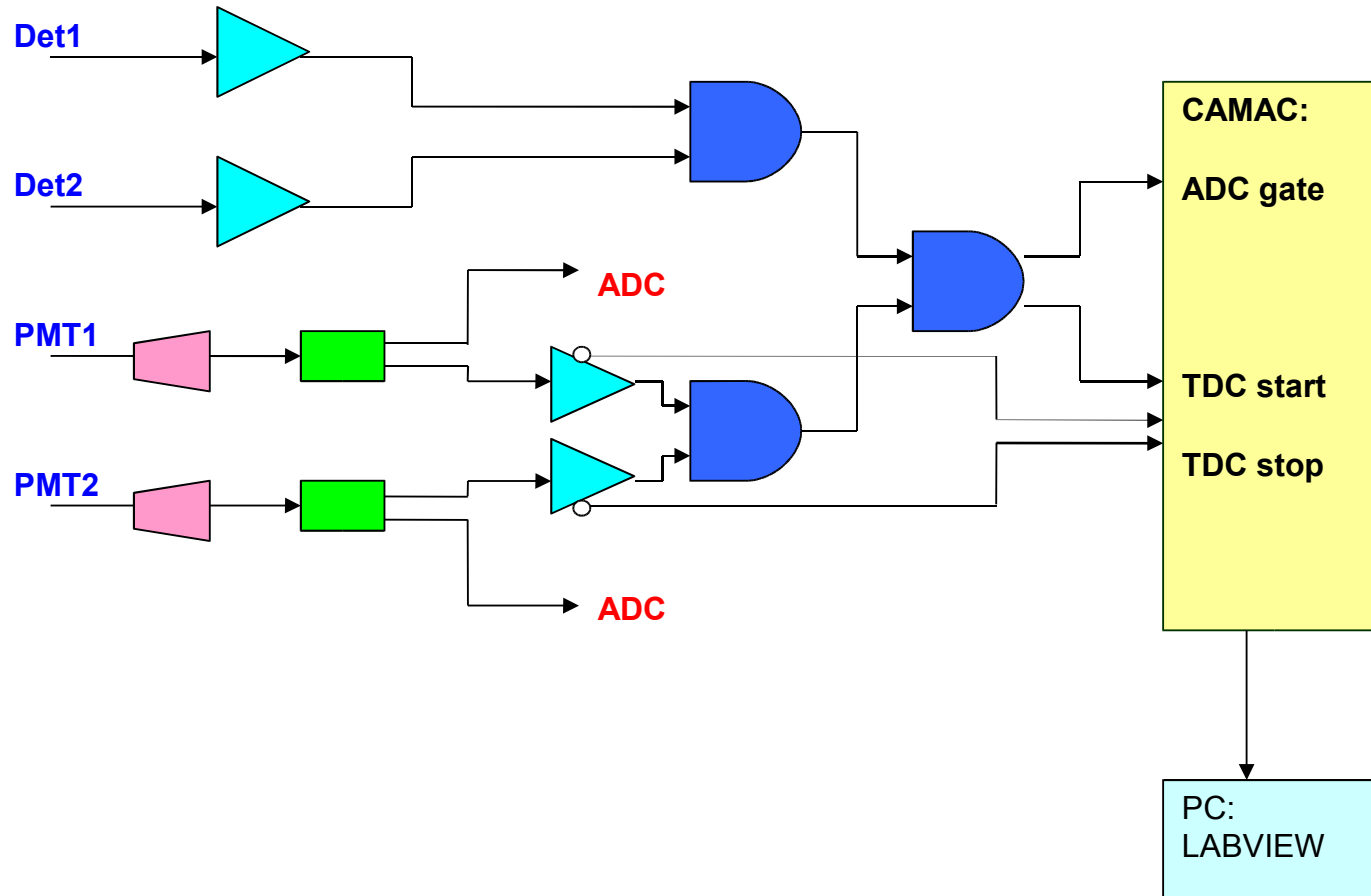 Det1
Det2
PMT1
PMT2
ADC
ADC
CAMAC:
ADC gate
TDC start
TDC stop
PC:
LABVIEW